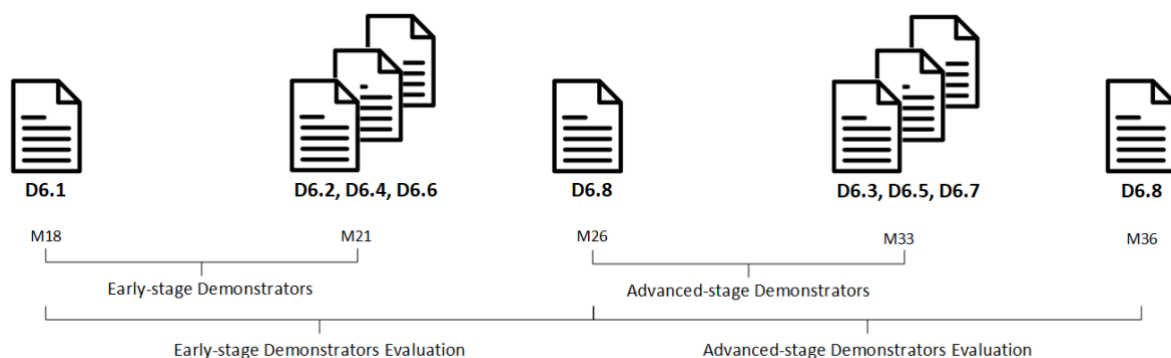 D6.1
D6.2, D6.4, D6.6
D6.8
D6.3, D6.5, D6.7
D6.8
M18
M21
M26
M33
M36
Early-stage Demonstrators
Advanced-stage Demonstrators
Early-stage Demonstrators Evaluation
Advanced-stage Demonstrators Evaluation